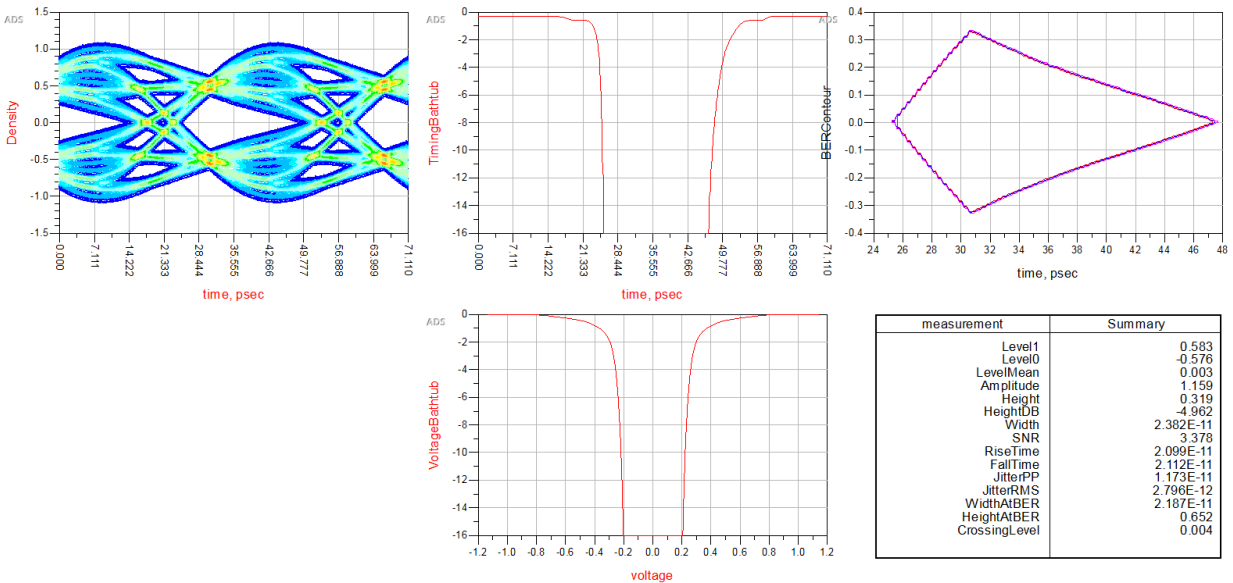 ADS
Density
1.5
1.0
0.5
0.0
-0.5
-1.0
-1.5
0.000
7.111
14.222
21.333
28.444
35.555
42.666
49.777
56.888
63.999
71.110
time, psec
ADS
TimingBathtub
0
-2
-4
-6
-8
-10
-12
-14
-16
0.000
7.111
14.222
21.333
28.444
35.555
42.666
49.777
56.888
63.999
71.110
time, psec
ADS
BERContour
0.4
0.3
0.2
0.1
0.0
-0.1
-0.2
-0.3
-0.4
24 26 28 30 32 34 36 38 40 42 44 46 48
time, psec
ADS
VoltageBathtub
0
-2
-4
-6
-8
-10
-12
-14
-16
-1.2 -1.0 -0.8 -0.6 -0.4 -0.2 0.0 0.2 0.4 0.6 0.8 1.0 1.2
voltage
measurement Summary
Level1 0.583
Level0 -0.576
LevelMean 0.003
Amplitude 1.159
Height 0.319
HeightDB -4.962
Width 2.382E-11
SNR 3.378
RiseTime 2.099E-11
FallTime 2.112E-11
JitterPP 1.173E-11
JitterRMS 2.796E-12
WidthAtBER 2.187E-11
HeightAtBER 0.652
CrossingLevel 0.004